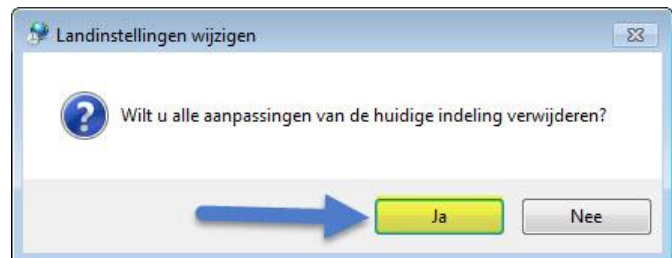 Landinstellingen wijzigen
Wilt u alle aanpassingen van de huidige indeling verwijderen?
Ja
Nee